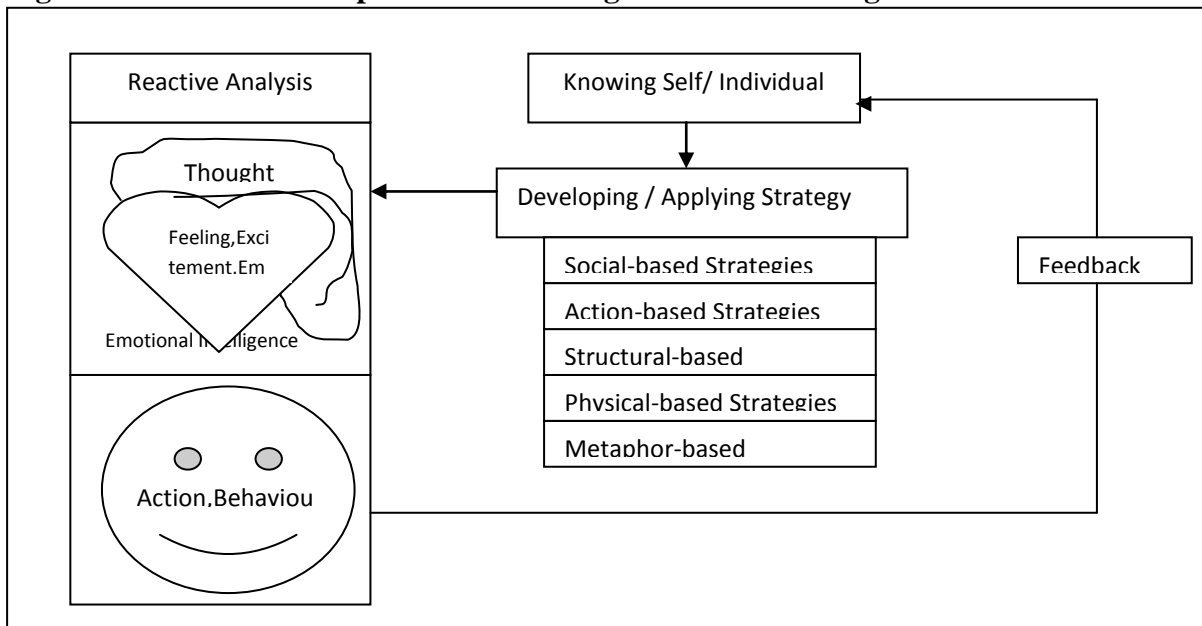 Reactive Analysis
Thought
Feeling,Exci
tement.Em
Emotional
Action,Behaviou
Knowing Self/ Individual
Developing / Applying Strategy
Social-based Strategies
Action-based Strategies
Structural-based
Physical-based Strategies
Metaphor-based
Feedback